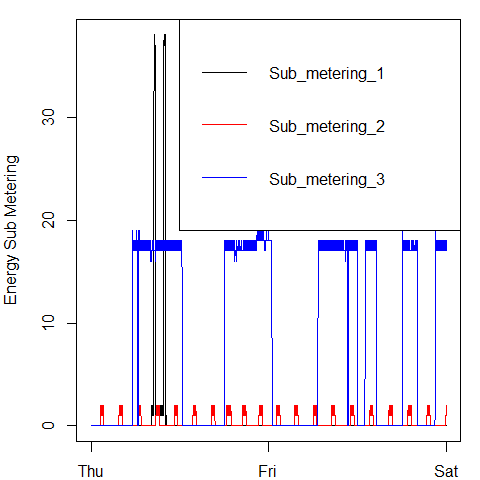 Sub_metering_1
Sub_metering_2
Sub_metering_3
Energy Sub Metering
30
20
10
0
Thu Fri Sat